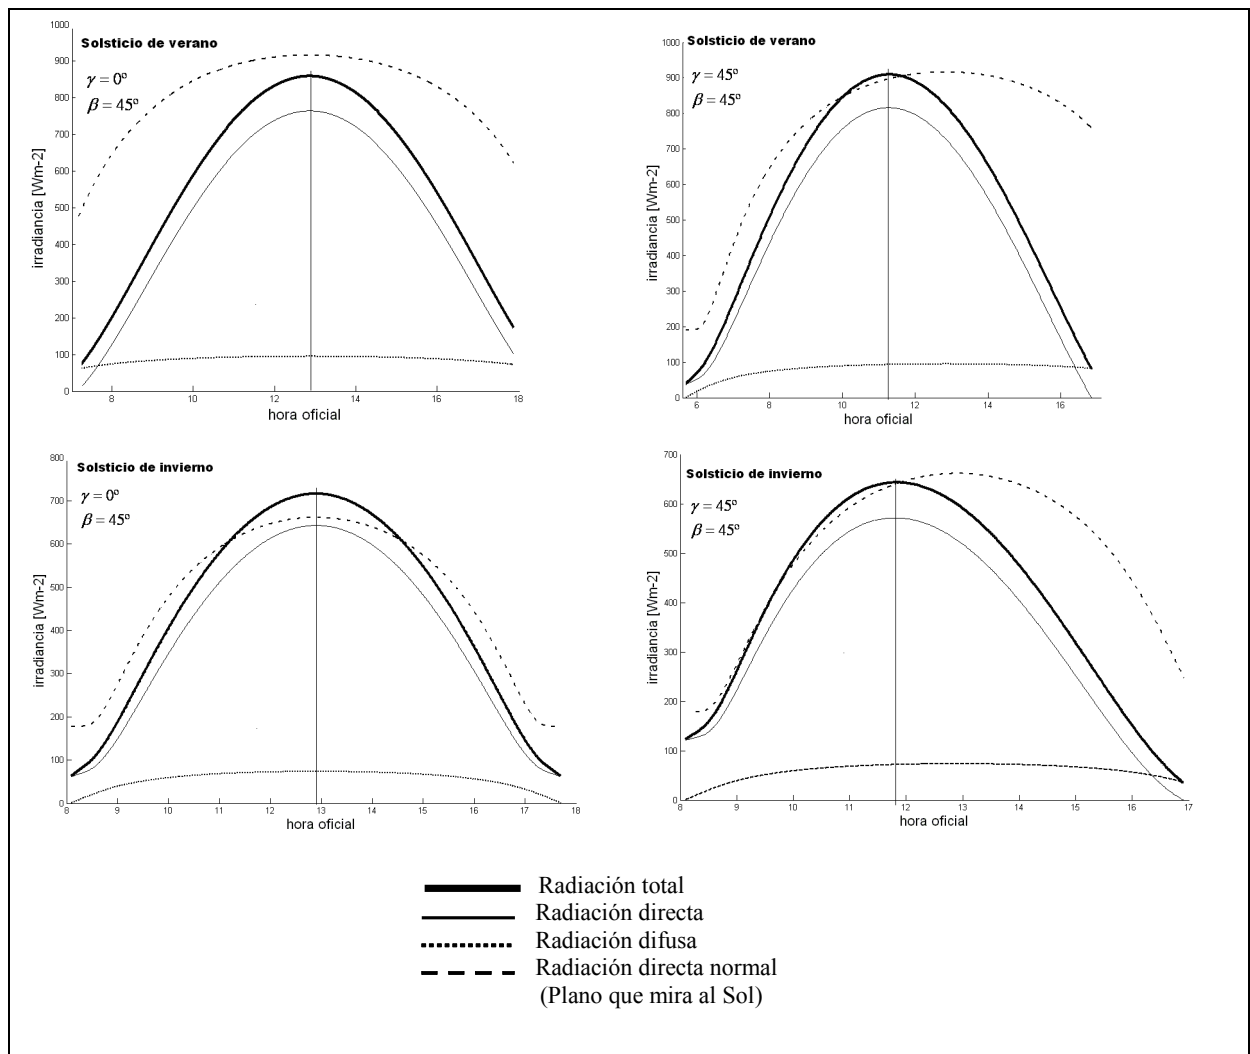 Solsticio de verano
γ = 0º
β = 45º
irradiancia [Wm-2]
1000
900
800
700
600
500
400
300
200
100
0
8
10
12
14
16
18
hora oficial
Solsticio de verano
γ = 45º
β = 45º
irradiancia [Wm-2]
1000
900
800
700
600
500
400
300
200
100
0
6
8
10
12
14
16
hora oficial
Solsticio de invierno
γ = 0º
β = 45º
irradiancia [Wm-2]
800
700
600
500
400
300
200
100
0
8
9
10
11
12
13
14
15
16
17
18
hora oficial
Solsticio de invierno
γ = 45º
β = 45º
irradiancia [Wm-2]
700
600
500
400
300
200
100
0
8
9
10
11
12
13
14
15
16
17
hora oficial
Radiación total
Radiación directa
Radiación difusa
Radiación directa normal
(Plano que mira al Sol)